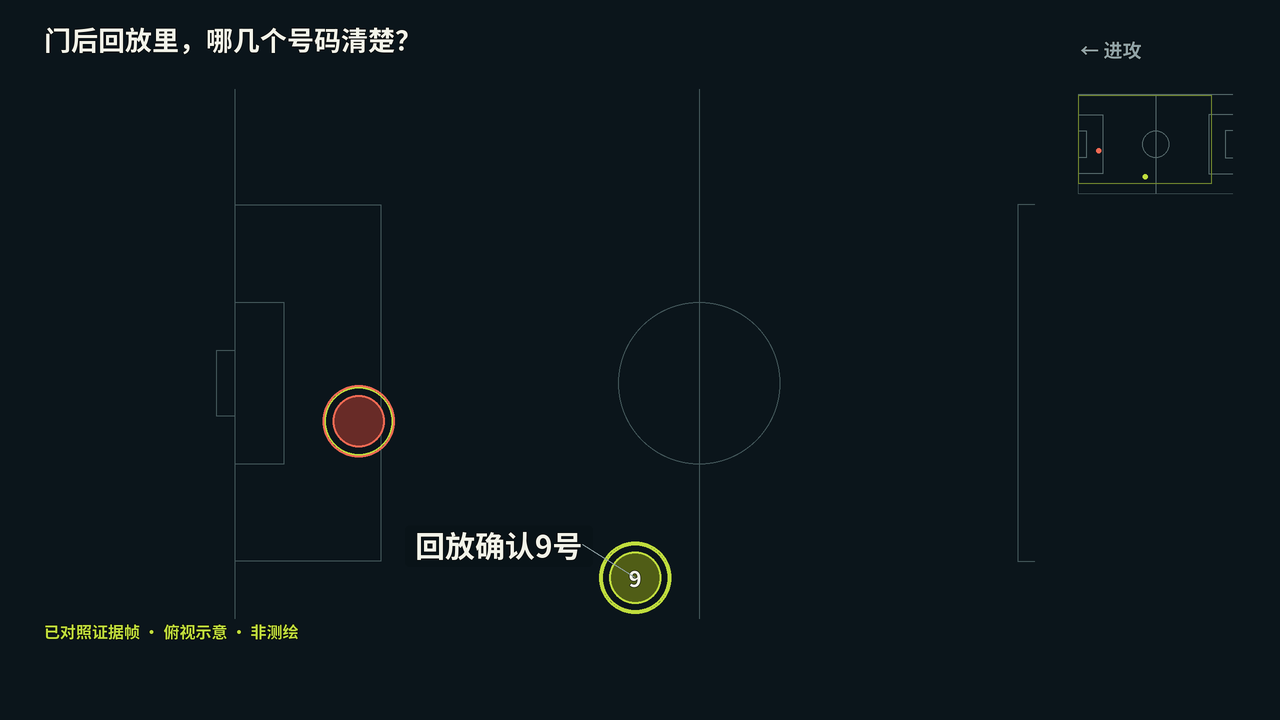 门后回放里，哪几个号码清楚？
← 进攻
回放确认9号
9
已对照证据帧 · 俯视示意 · 非测绘